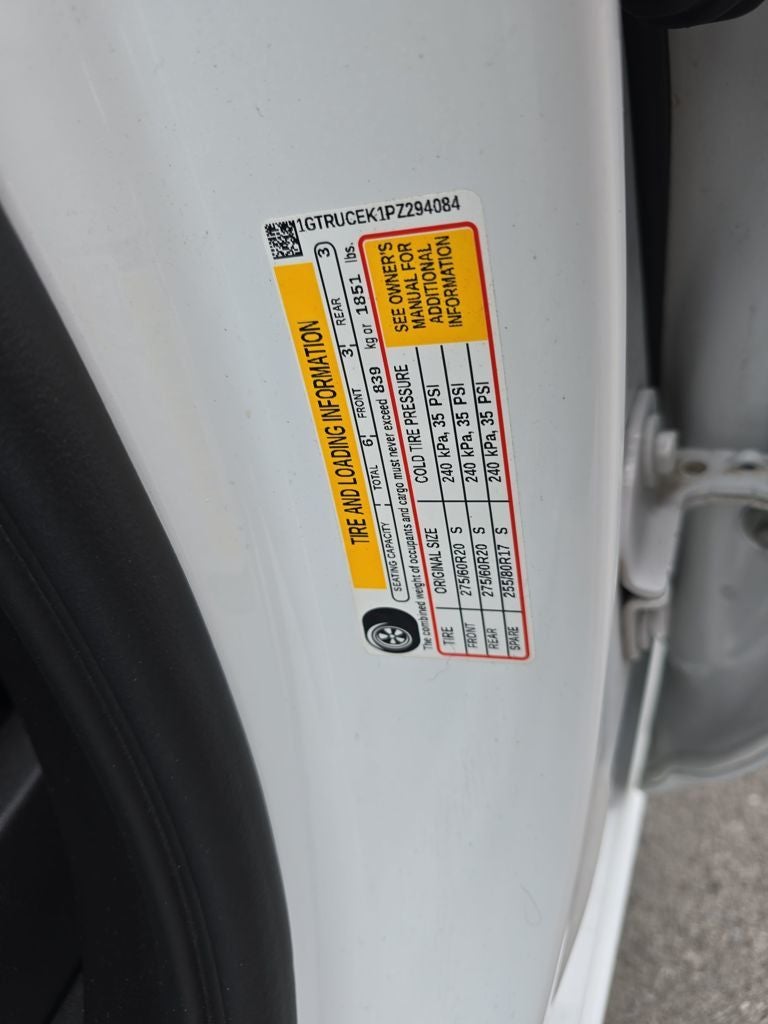 1GTRUCEK1PZ294084
TIRE AND LOADING INFORMATION
SEATING CAPACITY TOTAL 6 FRONT 3 REAR 3
The combined weight of occupants and cargo must never exceed 839 kg or 1851 lbs.
TIRE ORIGINAL SIZE COLD TIRE PRESSURE
FRONT 275/60R20 S 240 kPa, 35 PSI
REAR 275/60R20 S 240 kPa, 35 PSI
SPARE 255/80R17 S 240 kPa, 35 PSI
SEE OWNER'S
MANUAL FOR
ADDITIONAL
INFORMATION